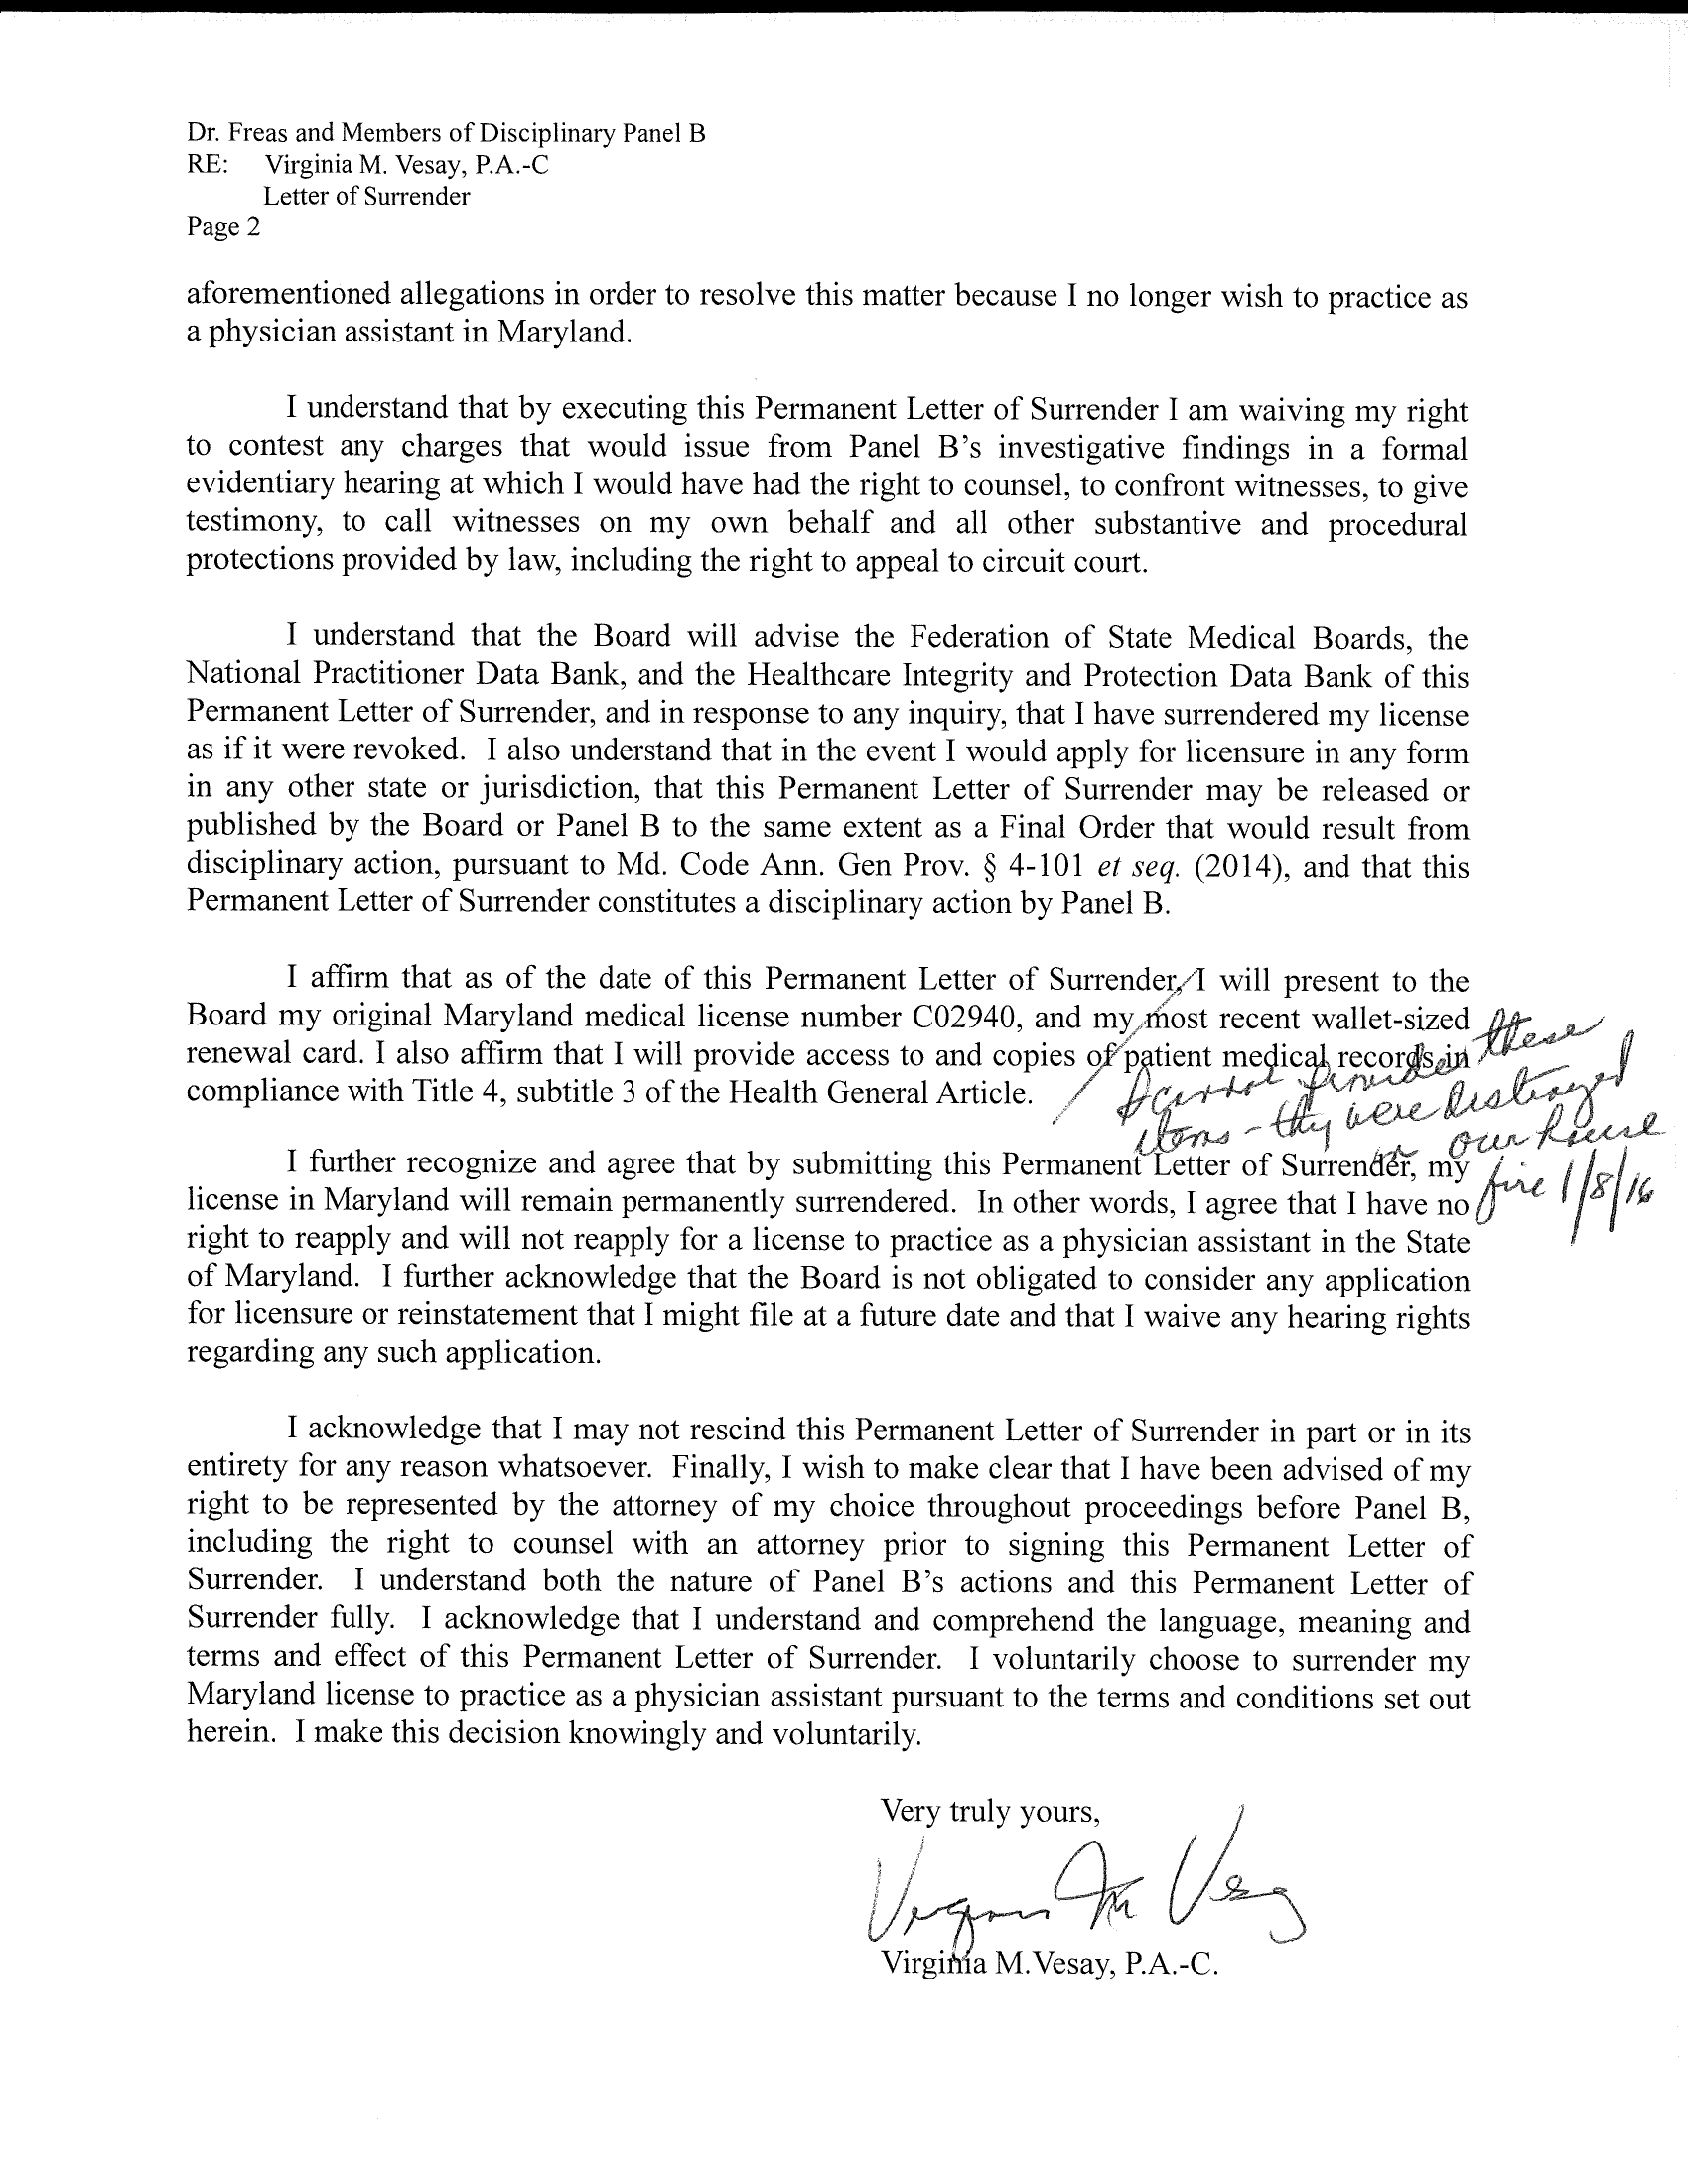 Dr. Freas and Members of Disciplinary Panel B
RE: Virginia M. Vesay, P.A.-C
Letter of Surrender
Page 2
aforementioned allegations in order to resolve this matter because I no longer wish to practice as
a physician assistant in Maryland.
I understand that by executing this Permanent Letter of Surrender I am waiving my right
to contest any charges that would issue from Panel B's investigative findings in a formal
evidentiary hearing at which I would have had the right to counsel, to confront witnesses, to give
testimony, to call witnesses on my own behalf and all other substantive and procedural
protections provided by law, including the right to appeal to circuit court.
I understand that the Board will advise the Federation of State Medical Boards, the
National Practitioner Data Bank, and the Healthcare Integrity and Protection Data Bank of this
Permanent Letter of Surrender, and in response to any inquiry, that I have surrendered my license
as if it were revoked. I also understand that in the event I would apply for licensure in any form
in any other state or jurisdiction, that this Permanent Letter of Surrender may be released or
published by the Board or Panel B to the same extent as a Final Order that would result from
disciplinary action, pursuant to Md. Code Ann. Gen Prov. § 4-101 et seq. (2014), and that this
Permanent Letter of Surrender constitutes a disciplinary action by Panel B.
I affirm that as of the date of this Permanent Letter of Surrender, I will present to the
Board my original Maryland medical license number C02940, and my most recent wallet-sized
renewal card. I also affirm that I will provide access to and copies of patient medical records in
compliance with Title 4, subtitle 3 of the Health General Article.
I cannot provide these
items - they were destroyed
in our house
fire 1/8/16
I further recognize and agree that by submitting this Permanent Letter of Surrender, my
license in Maryland will remain permanently surrendered. In other words, I agree that I have no
right to reapply and will not reapply for a license to practice as a physician assistant in the State
of Maryland. I further acknowledge that the Board is not obligated to consider any application
for licensure or reinstatement that I might file at a future date and that I waive any hearing rights
regarding any such application.
I acknowledge that I may not rescind this Permanent Letter of Surrender in part or in its
entirety for any reason whatsoever. Finally, I wish to make clear that I have been advised of my
right to be represented by the attorney of my choice throughout proceedings before Panel B,
including the right to counsel with an attorney prior to signing this Permanent Letter of
Surrender. I understand both the nature of Panel B's actions and this Permanent Letter of
Surrender fully. I acknowledge that I understand and comprehend the language, meaning and
terms and effect of this Permanent Letter of Surrender. I voluntarily choose to surrender my
Maryland license to practice as a physician assistant pursuant to the terms and conditions set out
herein. I make this decision knowingly and voluntarily.
Very truly yours,
Virginia M Vesay
Virginia M. Vesay, P.A.-C.